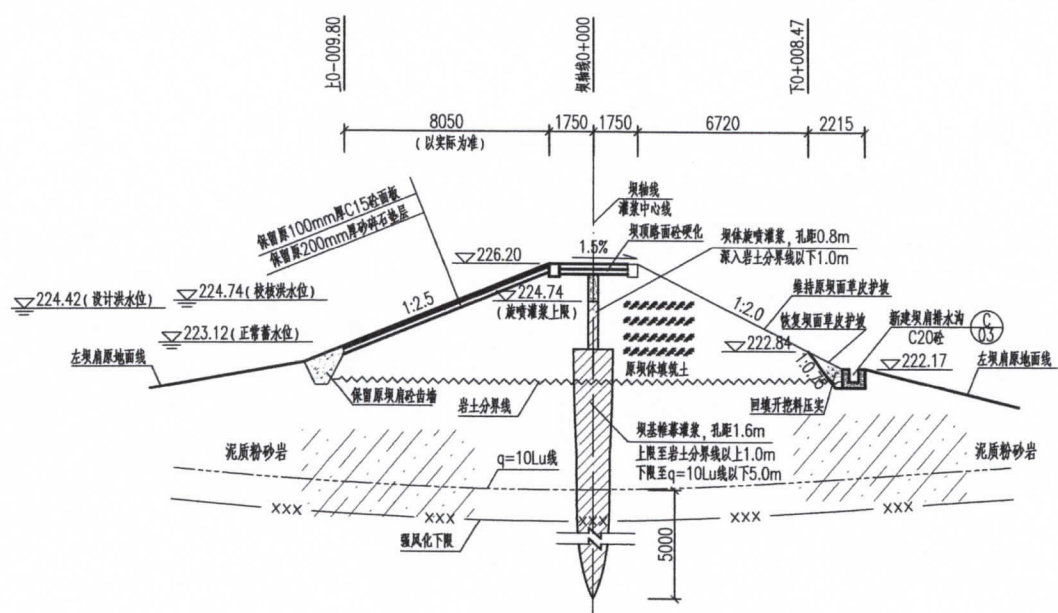 上0-009.80
坝轴线0+000
下0+008.47
8050
1750
1750
6720
2215
(以实际为准)
保留原100mm厚C15砼面板
保留原200mm厚砂碎石垫层
坝轴线
灌浆中心线
坝顶路面砼硬化
坝体旋喷灌浆，孔距0.8m
深入岩土分界线以下1.0m
226.20
1.5%
224.42(设计洪水位)
224.74(校核洪水位)
223.12(正常蓄水位)
1:2.5
224.74
(旋喷灌浆上限)
1:2.0
维持原坝面草皮护坡
恢复坝面草皮护坡
新建坝肩排水沟
C20砼
C
03
222.84
222.17
1:0.75
左坝肩原地面线
左坝肩原地面线
原坝体填筑土
保留原坝肩砼齿墙
岩土分界线
回填开挖料压实
坝基帷幕灌浆，孔距1.6m
上限至岩土分界线以上1.0m
下限至q=10Lu线以下5.0m
泥质粉砂岩
泥质粉砂岩
q=10Lu线
xxx
xxx
xxx
xxx
xxx
强风化下限
5000